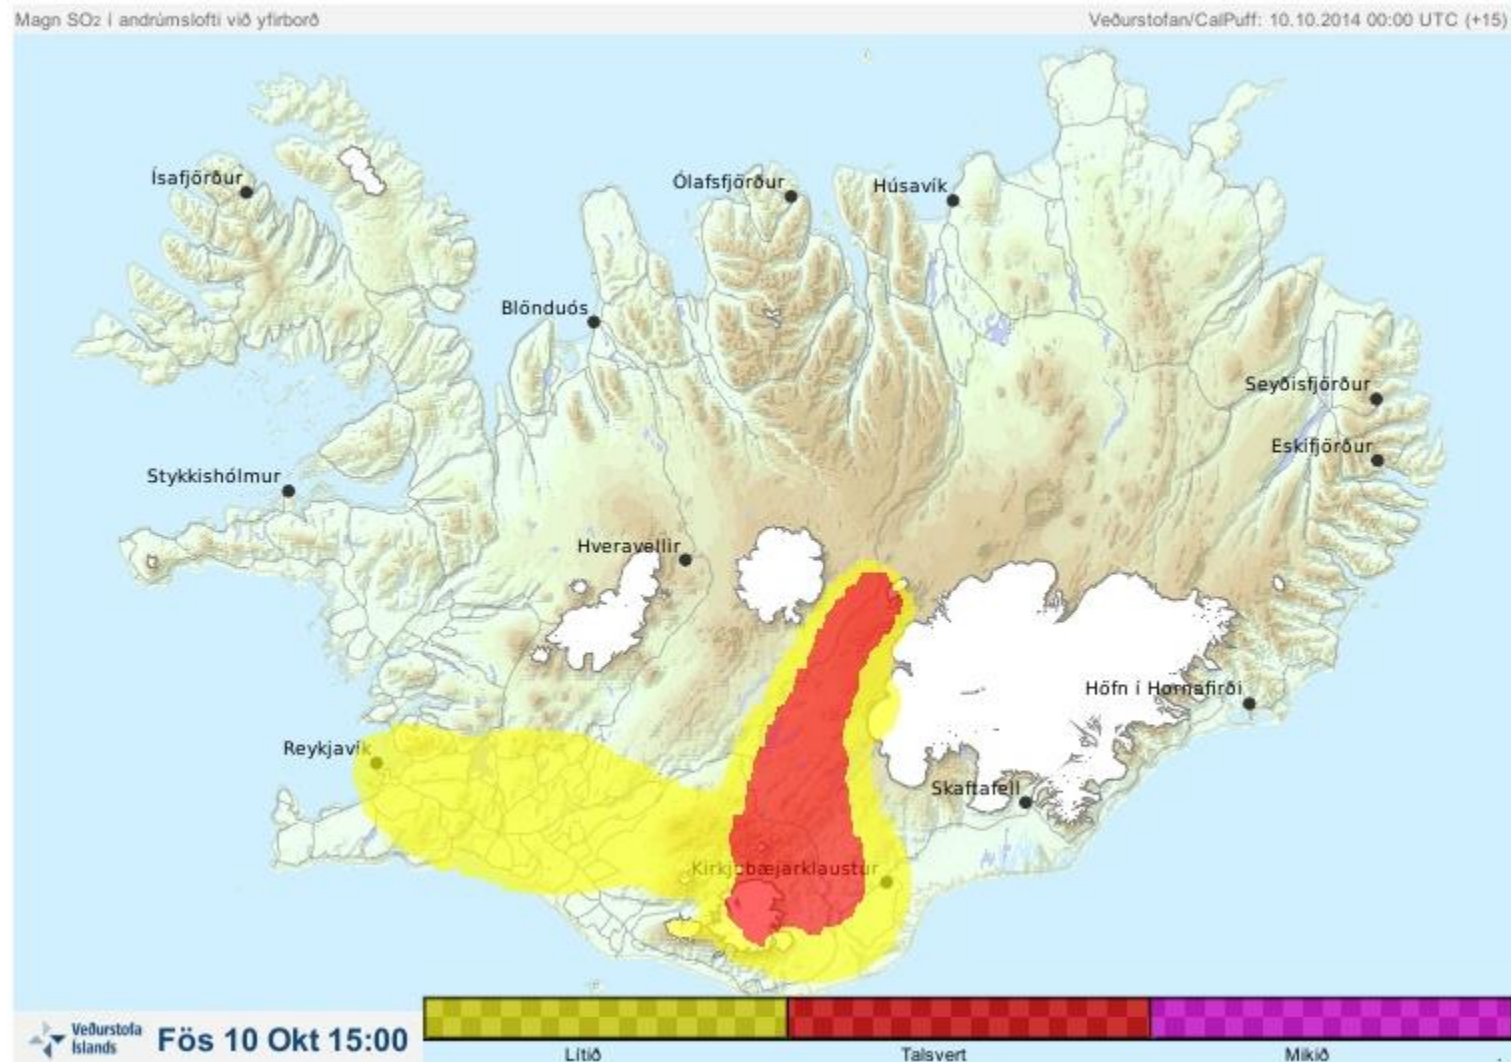 Magn SO2 í andrúmslofti við yfirborð
Veðurstofan/CalPuff: 10.10.2014 00:00 UTC (+15)
Ísafjörður
Ólafsfjörður
Húsavík
Blönduós
Seyðisfjörður
Eskifjörður
Stykkishólmur
Hveravellir
Höfn í Hornafirði
Reykjavík
Skaftafell
Kirkjubæjarklaustur
Veðurstofa
Íslands
Fös 10 Okt 15:00
Lítið
Talsvert
Mikið